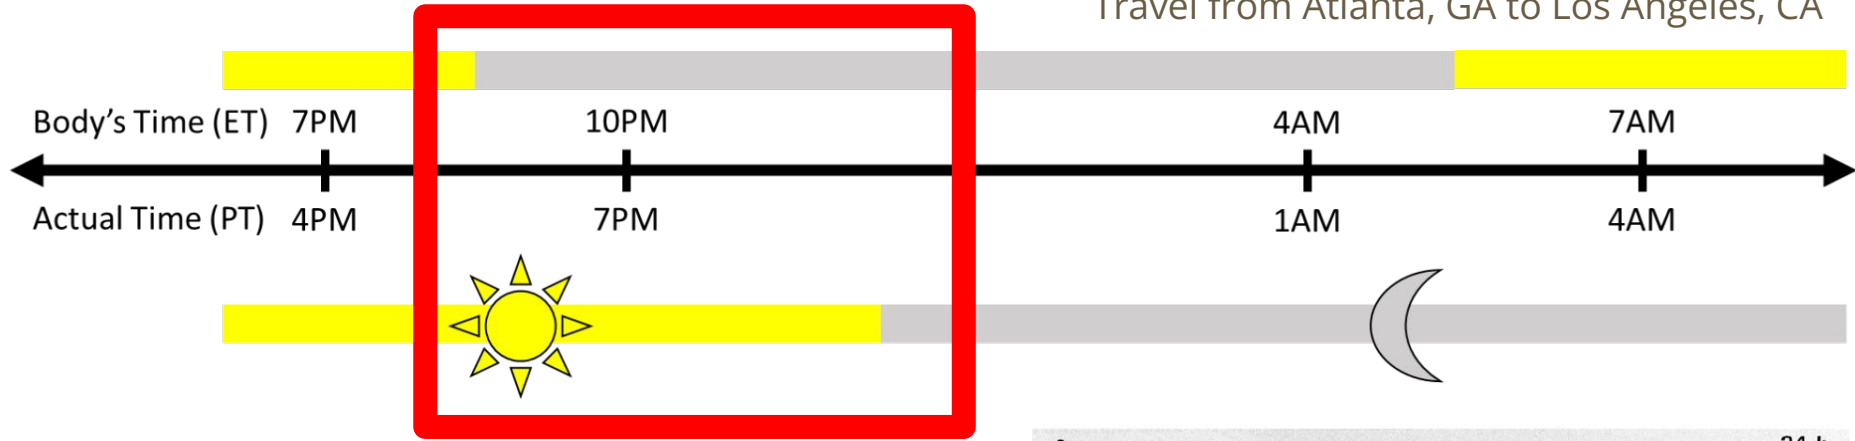 Travel from Atlanta, GA to Los Angeles, CA
Body's Time (ET) 7PM 10PM 4AM 7AM
Actual Time (PT) 4PM 7PM 1AM 4AM